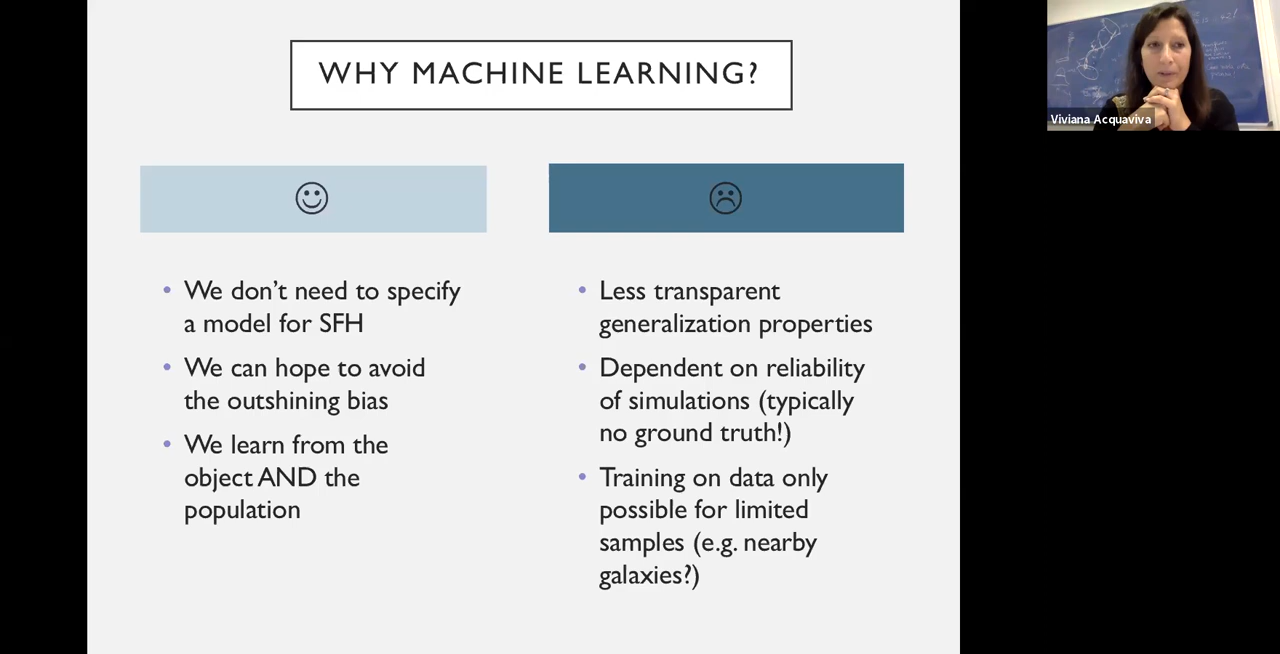 WHY MACHINE LEARNING?
☺
We don't need to specify
a model for SFH
We can hope to avoid
the outshining bias
We learn from the
object AND the
population
☹
Less transparent
generalization properties
Dependent on reliability
of simulations (typically
no ground truth!)
Training on data only
possible for limited
samples (e.g. nearby
galaxies?)
Viviana Acquaviva